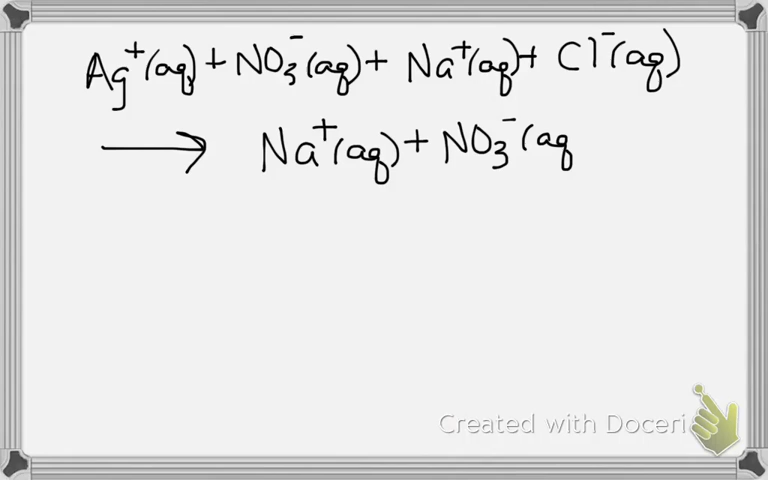 Ag⁺(aq) + NO₃⁻(aq) + Na⁺(aq) + Cl⁻(aq)
⟶ Na⁺(aq) + NO₃⁻(aq
Created with Doceri